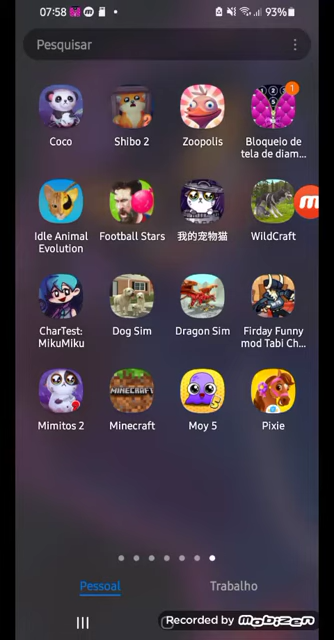 07:58
93%
Pesquisar
1
Coco
Shibo 2
Zoopolis
Bloqueio de
tela de diam...
Idle Animal
Evolution
Football Stars
我的宠物猫
WildCraft
CharTest:
MikuMiku
Dog Sim
Dragon Sim
Firday Funny
mod Tabi Ch...
MINECRAFT
Mimitos 2
Minecraft
Moy 5
Pixie
Pessoal
Trabalho
Recorded by Mobizen